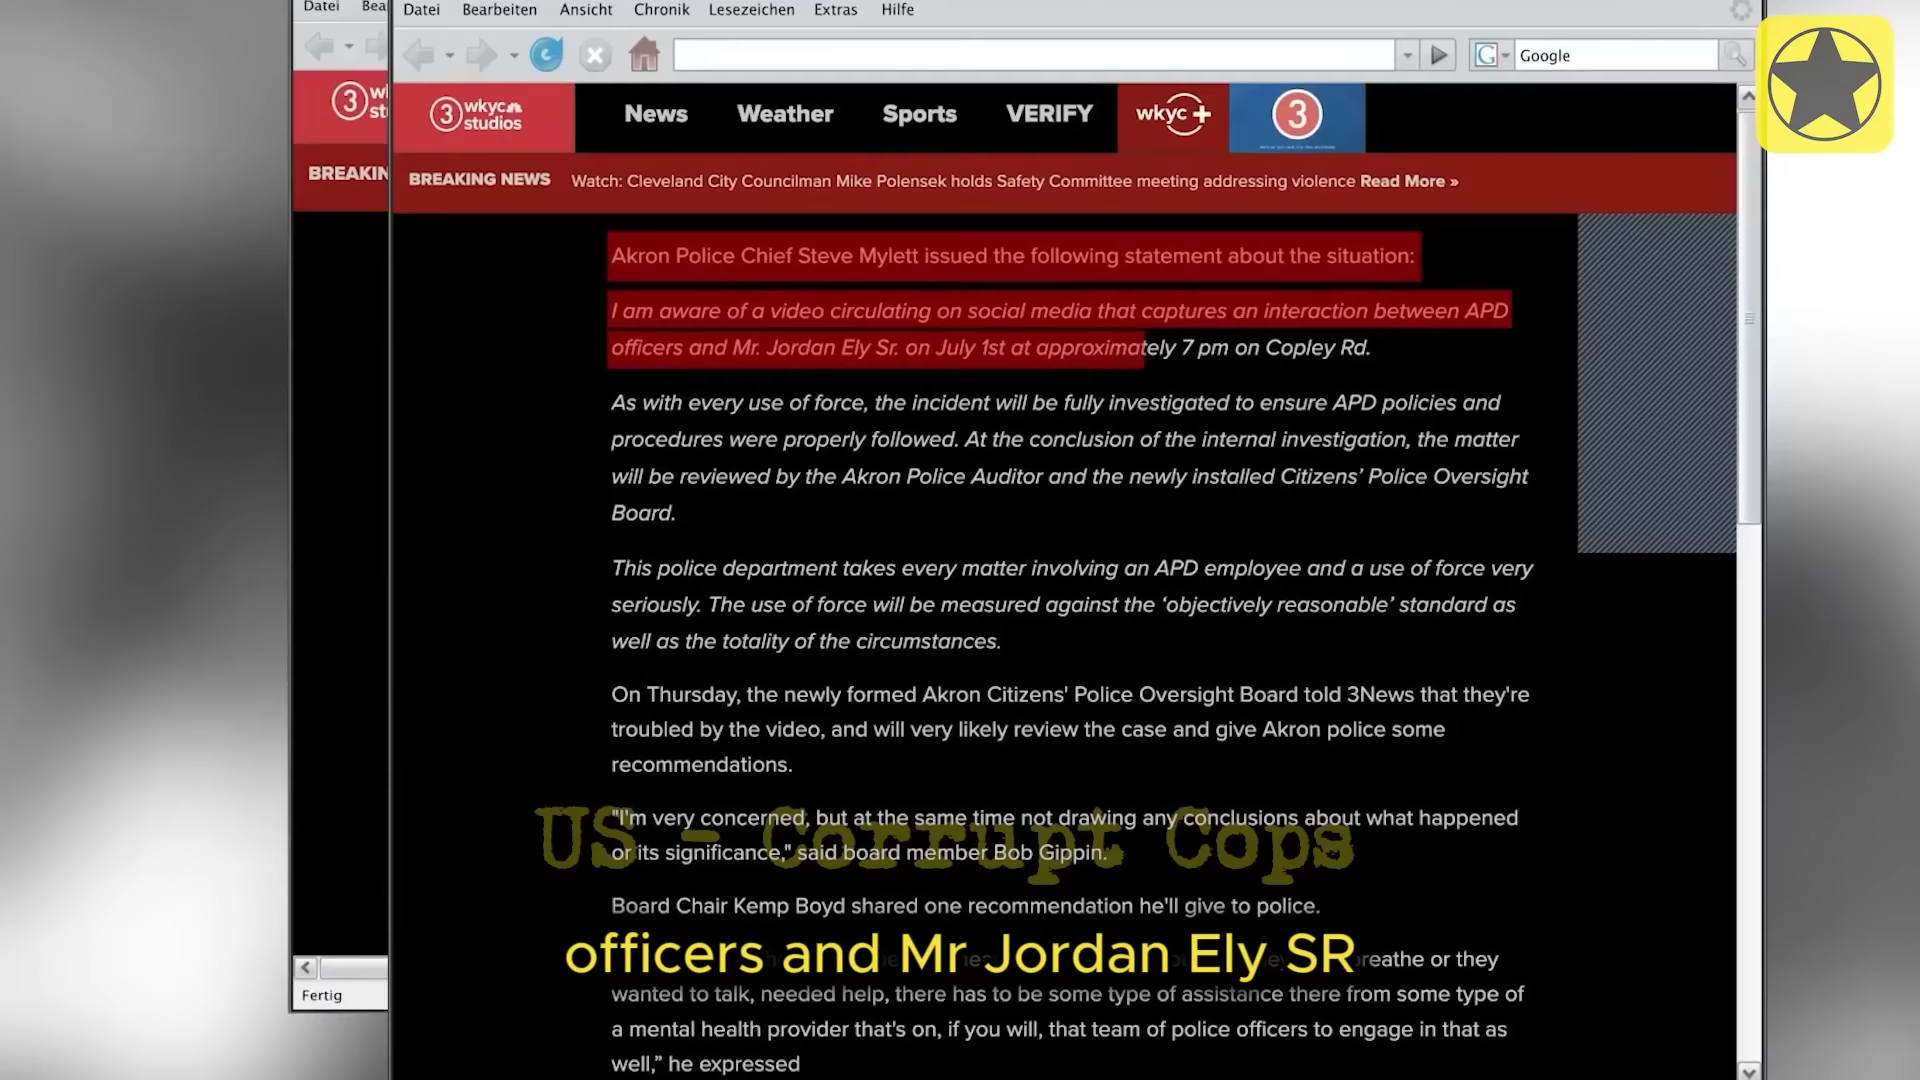 Datei Bea
Datei Bearbeiten Ansicht Chronik Lesezeichen Extras Hilfe
G Google
3 wk
st
3 wkyc
studios
News Weather Sports VERIFY wkyc+ 3
BREAKIN
BREAKING NEWS Watch: Cleveland City Councilman Mike Polensek holds Safety Committee meeting addressing violence Read More »
Akron Police Chief Steve Mylett issued the following statement about the situation:
I am aware of a video circulating on social media that captures an interaction between APD
officers and Mr. Jordan Ely Sr. on July 1st at approximately 7 pm on Copley Rd.
As with every use of force, the incident will be fully investigated to ensure APD policies and
procedures were properly followed. At the conclusion of the internal investigation, the matter
will be reviewed by the Akron Police Auditor and the newly installed Citizens’ Police Oversight
Board.
This police department takes every matter involving an APD employee and a use of force very
seriously. The use of force will be measured against the ‘objectively reasonable’ standard as
well as the totality of the circumstances.
On Thursday, the newly formed Akron Citizens' Police Oversight Board told 3News that they're
troubled by the video, and will very likely review the case and give Akron police some
recommendations.
"I'm very concerned, but at the same time not drawing any conclusions about what happened
or its significance," said board member Bob Gippin.
US - Corrupt Cops
Board Chair Kemp Boyd shared one recommendation he'll give to police.
officers and Mr Jordan Ely SR
breathe or they
wanted to talk, needed help, there has to be some type of assistance there from some type of
a mental health provider that's on, if you will, that team of police officers to engage in that as
well,” he expressed
Fertig